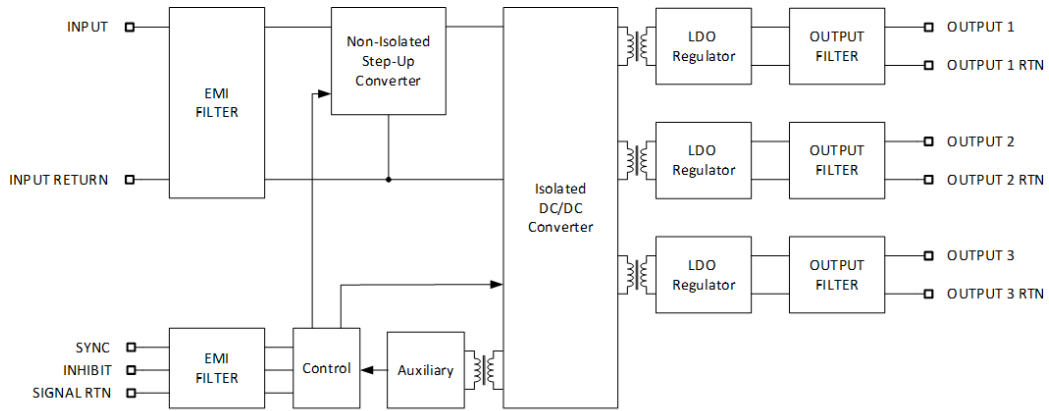 INPUT
INPUT RETURN
EMI
FILTER
Non-Isolated
Step-Up
Converter
Isolated
DC/DC
Converter
LDO
Regulator
OUTPUT
FILTER
OUTPUT 1
OUTPUT 1 RTN
LDO
Regulator
OUTPUT
FILTER
OUTPUT 2
OUTPUT 2 RTN
LDO
Regulator
OUTPUT
FILTER
OUTPUT 3
OUTPUT 3 RTN
SYNC
INHIBIT
SIGNAL RTN
EMI
FILTER
Control
Auxiliary